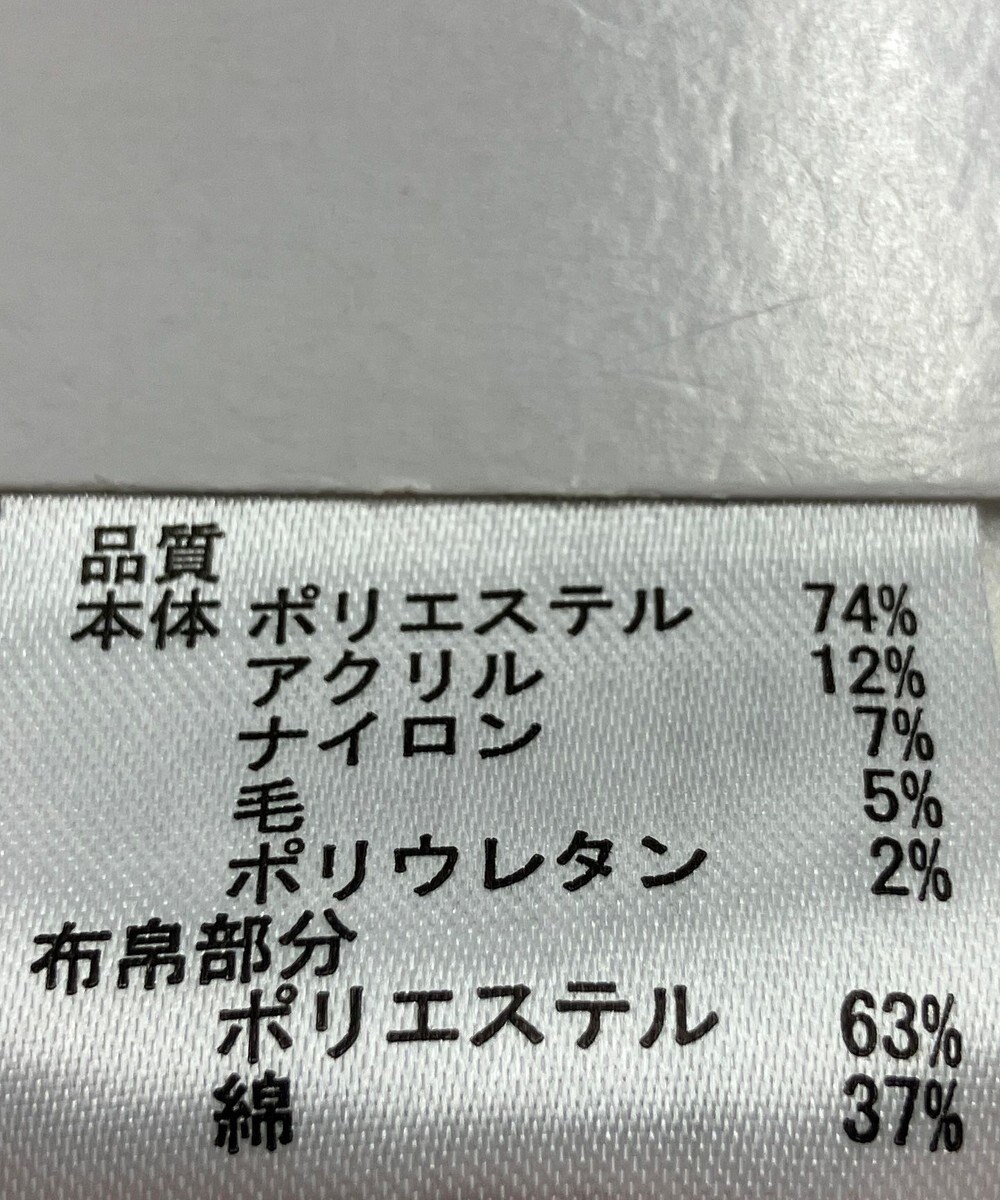 品質
本体 ポリエステル 74%
アクリル 12%
ナイロン 7%
毛 5%
ポリウレタン 2%
布帛部分
ポリエステル 63%
綿 37%